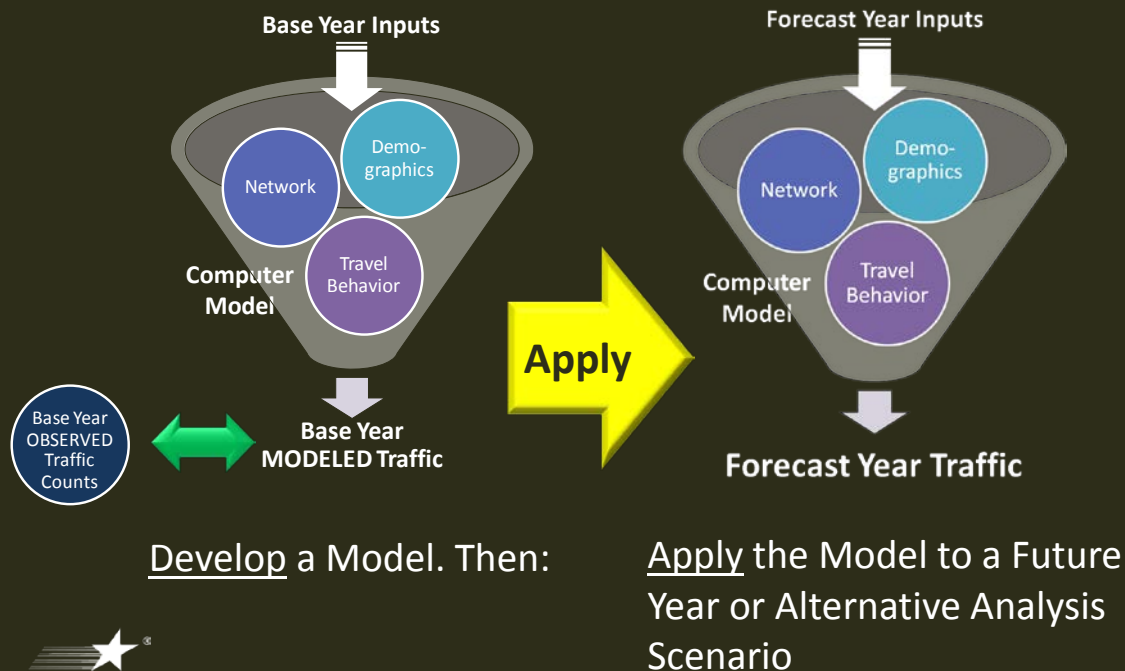 Base Year Inputs
Network
Demo-
graphics
Travel
Behavior
Computer
Model
Base Year
OBSERVED
Traffic
Counts
Base Year
MODELED Traffic
Develop a Model. Then:
Apply
Forecast Year Inputs
Network
Demo-
graphics
Travel
Behavior
Computer
Model
Forecast Year Traffic
Apply the Model to a Future
Year or Alternative Analysis
Scenario
®